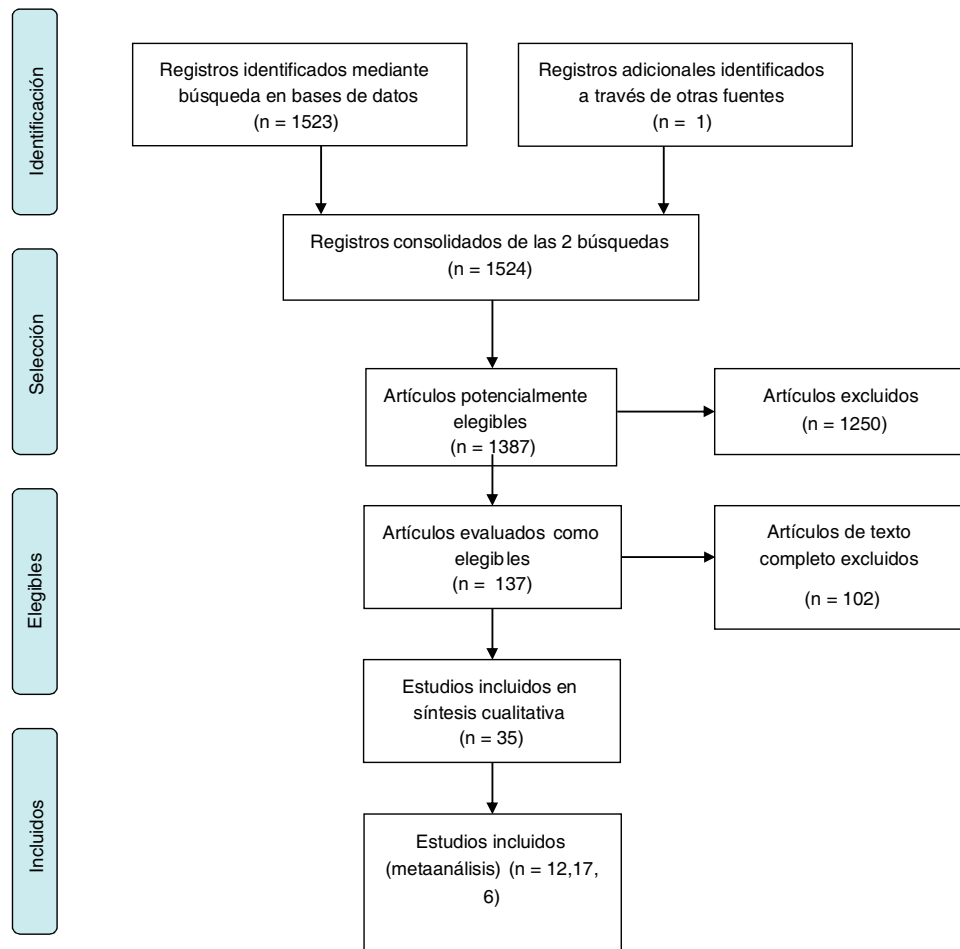 Identificación
Registros identificados mediante
búsqueda en bases de datos
(n = 1523)
Registros adicionales identificados
a través de otras fuentes
(n = 1)
Registros consolidados de las 2 búsquedas
(n = 1524)
Selección
Artículos potencialmente
elegibles
(n = 1387)
Artículos excluidos
(n = 1250)
Elegibles
Artículos evaluados como
elegibles
(n = 137)
Artículos de texto
completo excluidos
(n = 102)
Estudios incluidos en
síntesis cualitativa
(n = 35)
Incluidos
Estudios incluidos
(metaanálisis) (n = 12,17,
6)